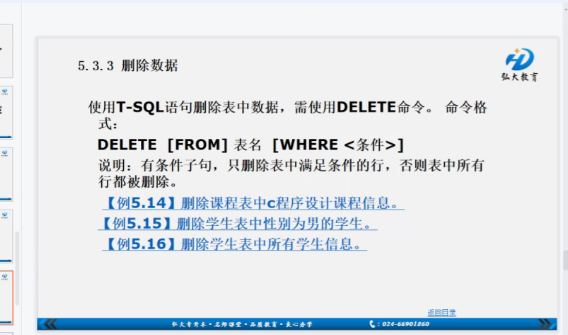 5.3.3 删除数据
弘大教育
使用T-SQL语句删除表中数据，需使用DELETE命令。 命令格
式：
DELETE [FROM] 表名 [WHERE <条件>]
说明：有条件子句，只删除表中满足条件的行，否则表中所有
行都被删除。
【例5.14】删除课程表中c程序设计课程信息。
【例5.15】删除学生表中性别为男的学生。
【例5.16】删除学生表中所有学生信息。
返回目录
弘大专升本·名师课堂·品质教育·良心办学
：024-66901860